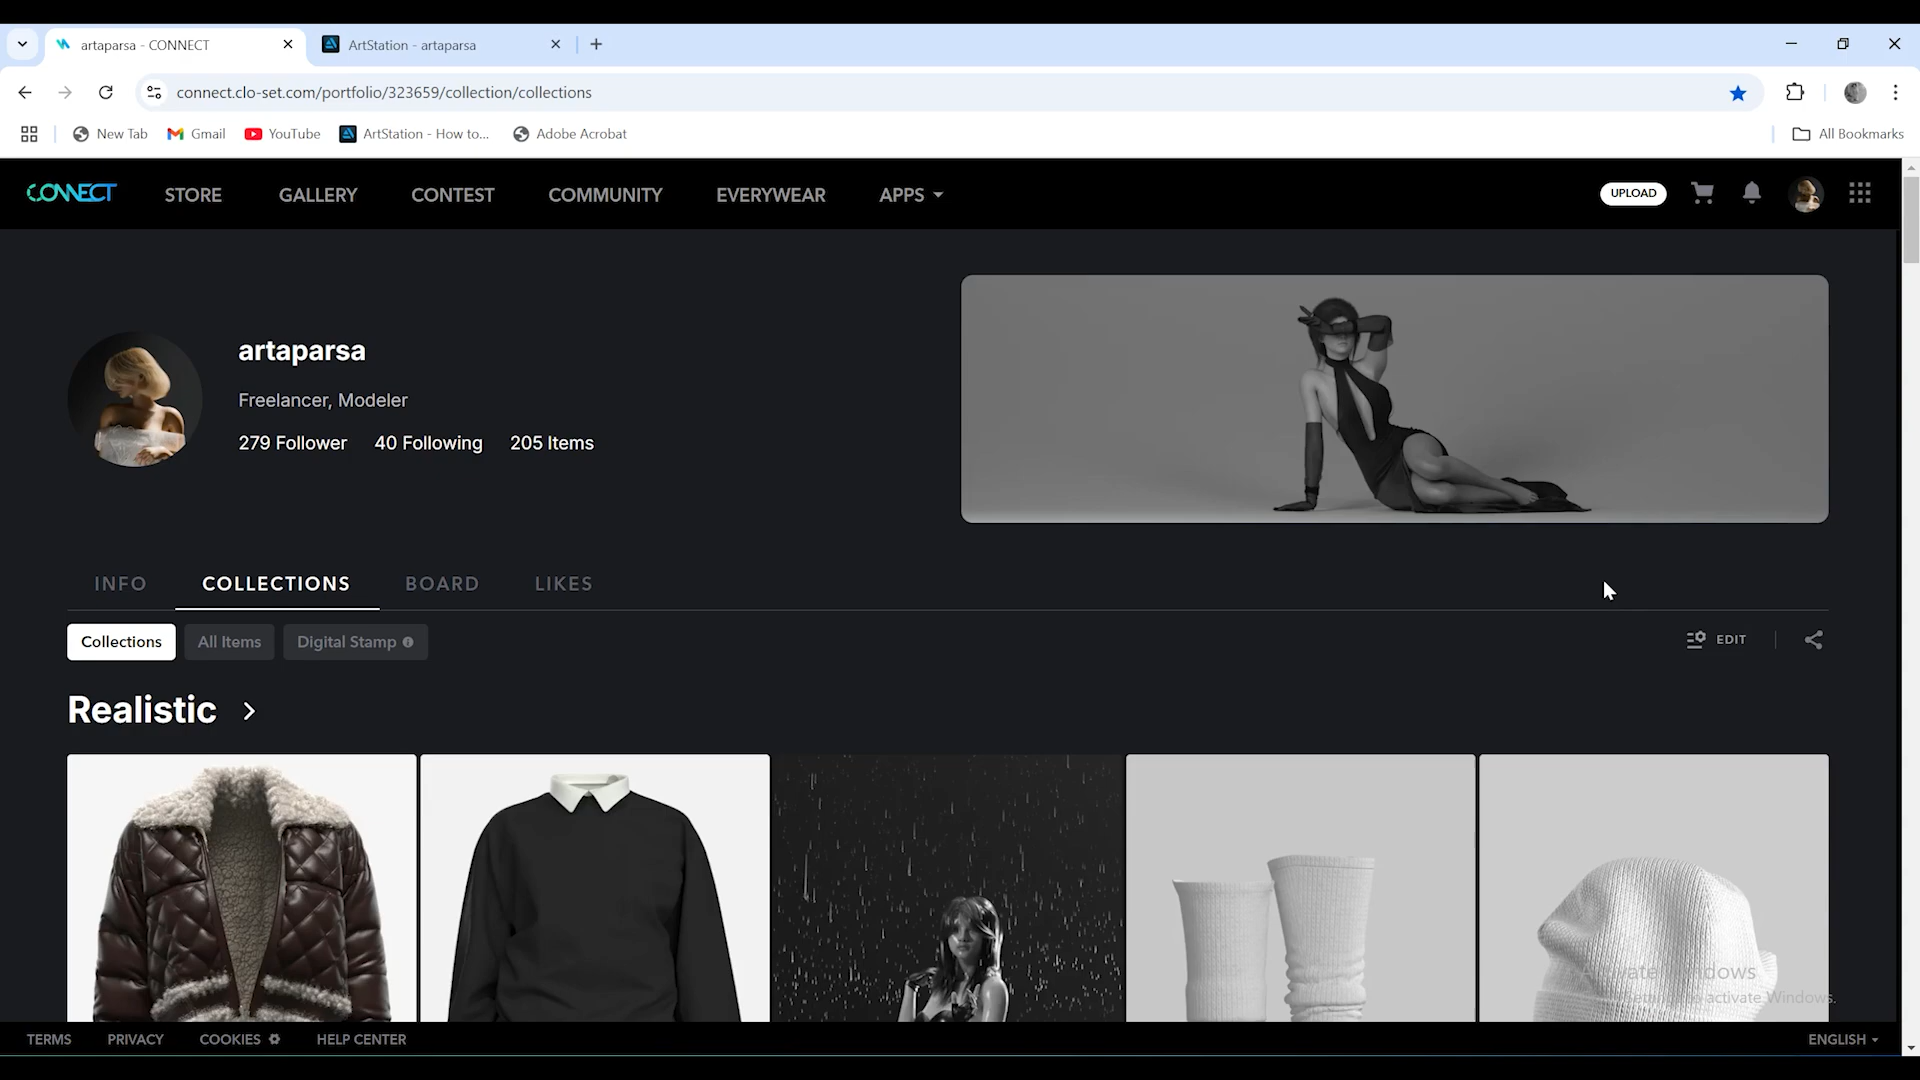 artaparsa - CONNECT
ArtStation - artaparsa
connect.clo-set.com/portfolio/323659/collection/collections
New Tab
Gmail
YouTube
ArtStation - How to...
Adobe Acrobat
All Bookmarks
CONNECT
STORE
GALLERY
CONTEST
COMMUNITY
EVERYWEAR
APPS
UPLOAD
artaparsa
Freelancer, Modeler
279 Follower
40 Following
205 Items
INFO
COLLECTIONS
BOARD
LIKES
Collections
All Items
Digital Stamp
EDIT
Realistic
activate Windows.
TERMS
PRIVACY
COOKIES
HELP CENTER
ENGLISH